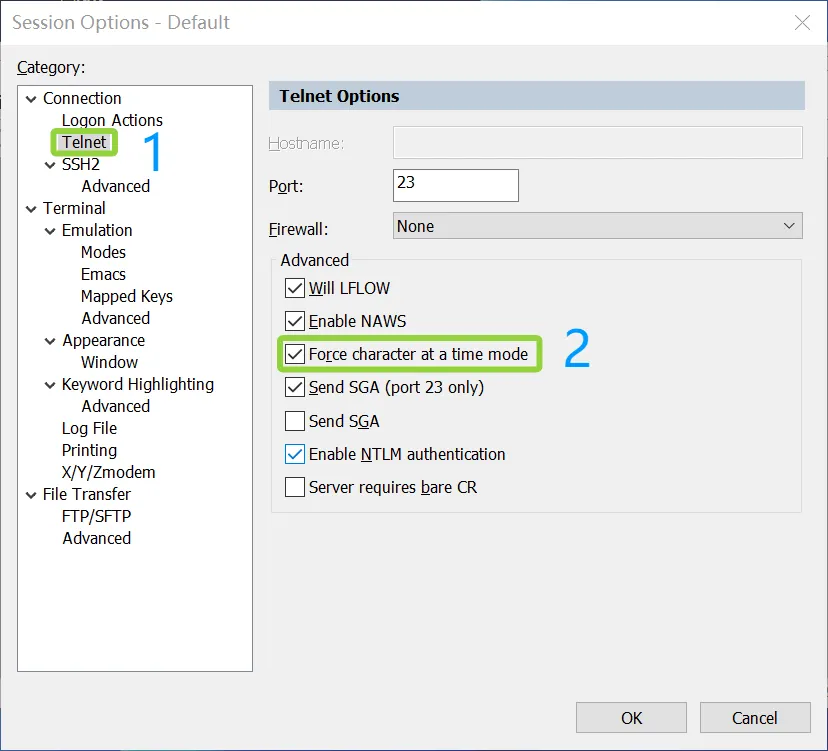 Session Options - Default
Category:
Connection
Logon Actions
Telnet
1
SSH2
Advanced
Terminal
Emulation
Modes
Emacs
Mapped Keys
Advanced
Appearance
Window
Keyword Highlighting
Advanced
Log File
Printing
X/Y/Zmodem
File Transfer
FTP/SFTP
Advanced
Telnet Options
Hostname:
Port: 23
Firewall: None
Advanced
Will LFLOW
Enable NAWS
Force character at a time mode
2
Send SGA (port 23 only)
Send SGA
Enable NTLM authentication
Server requires bare CR
OK Cancel